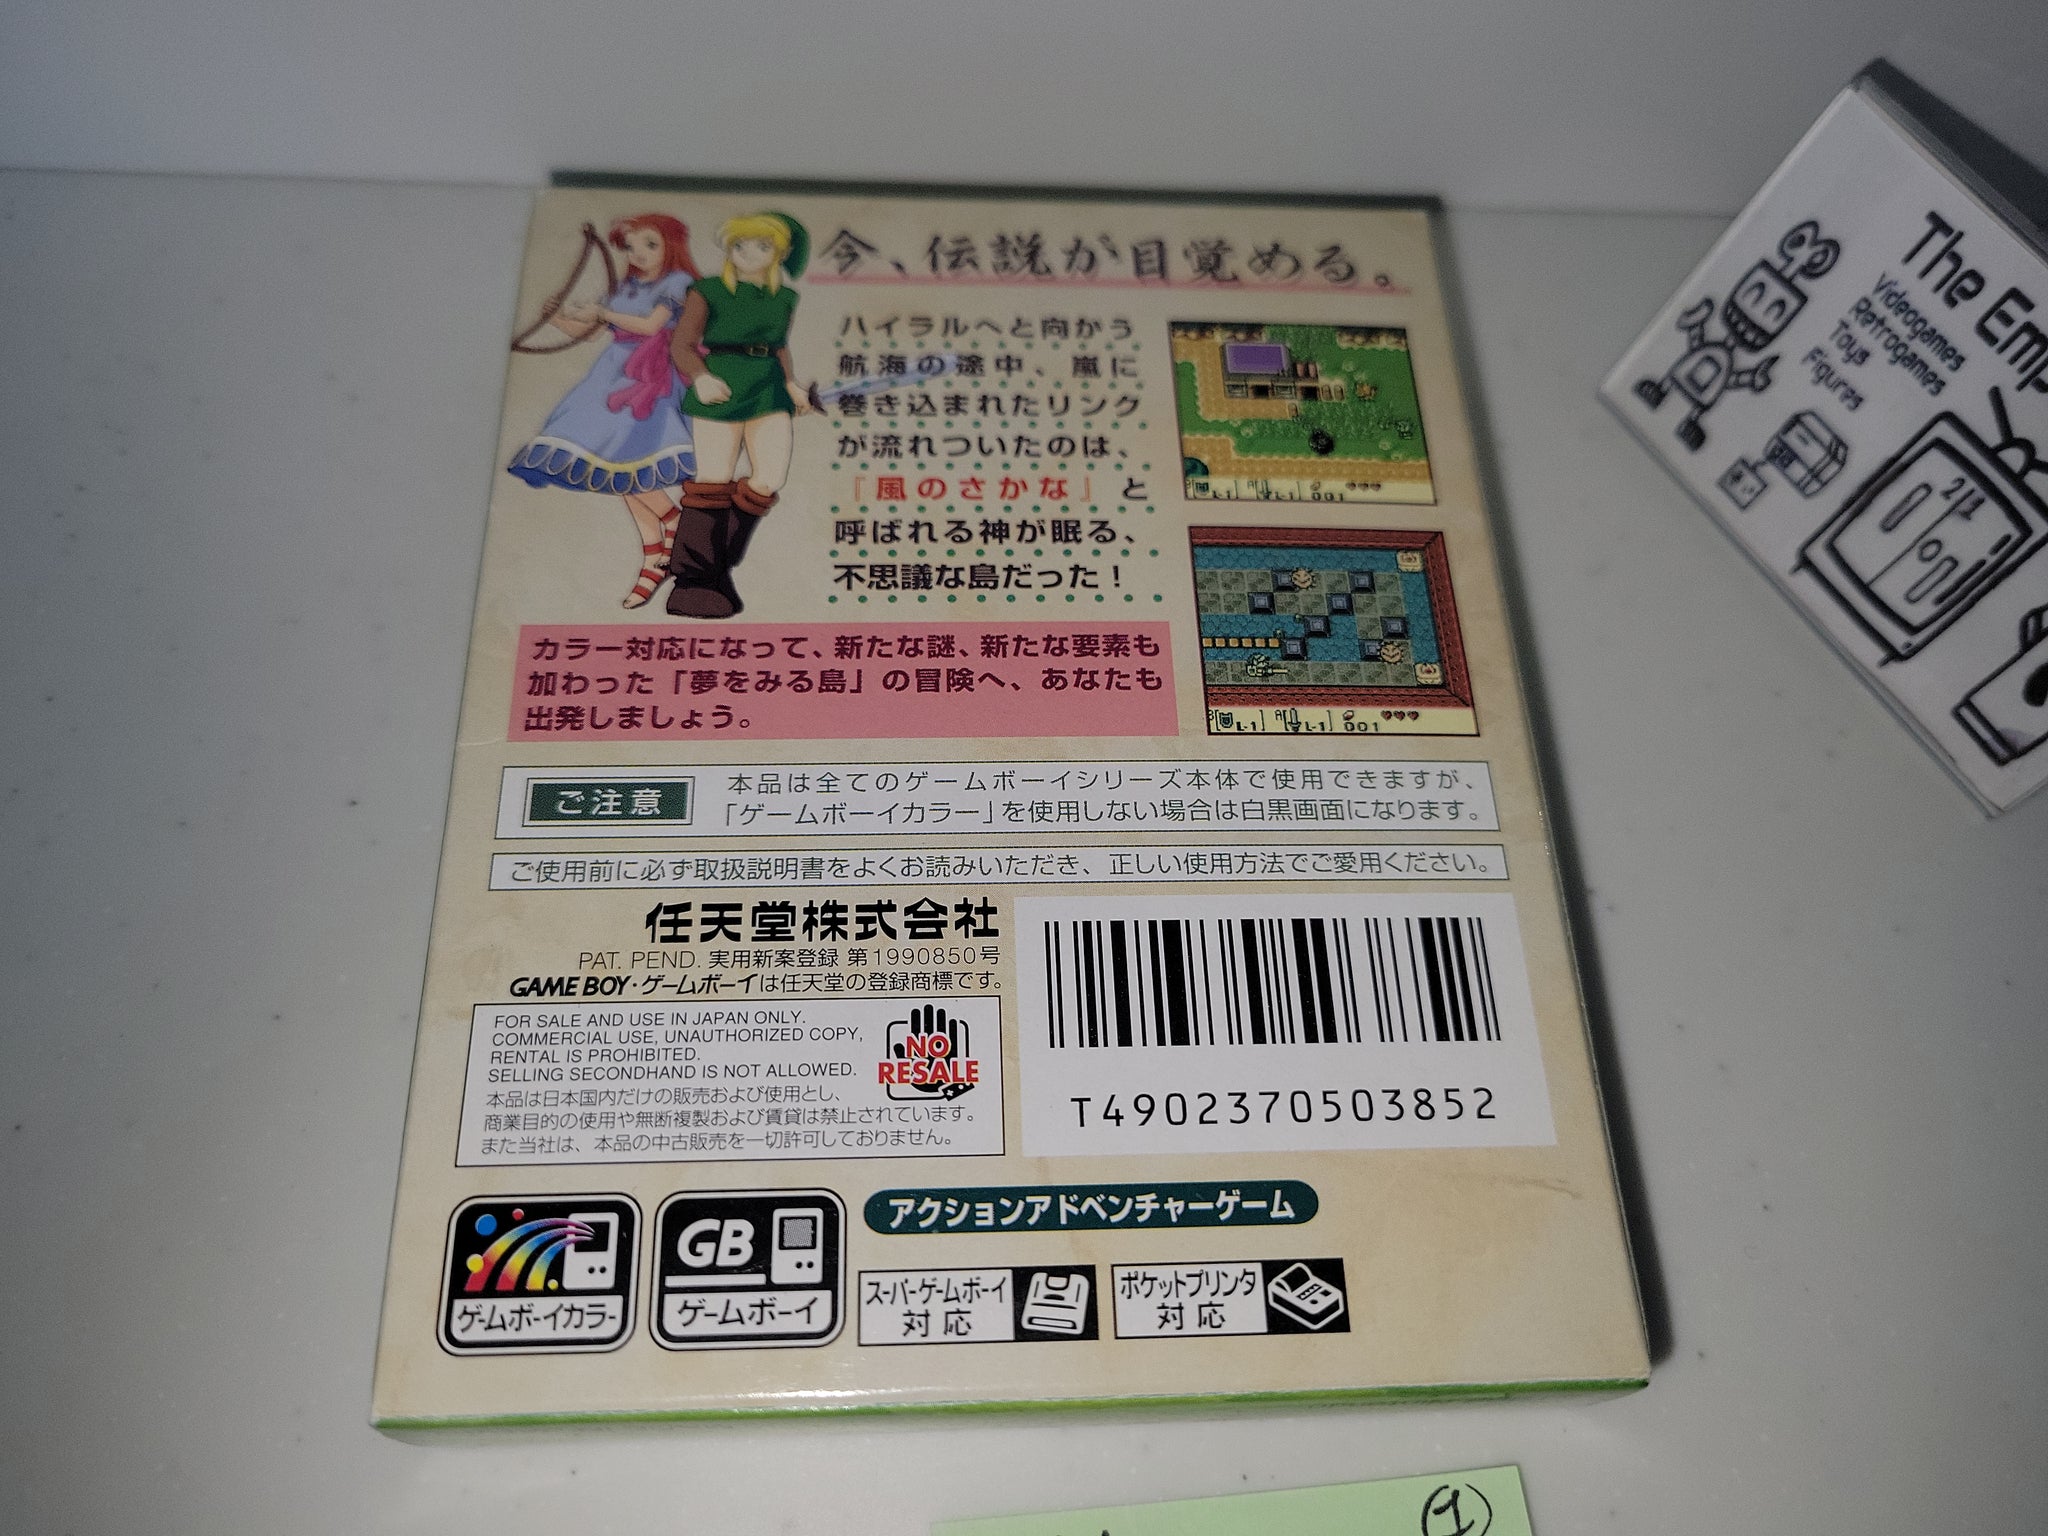 今、伝説が目覚める。
ハイラルへと向かう
航海の途中、嵐に
巻き込まれたリンク
が流れついたのは、
『風のさかな』と
呼ばれる神が眠る、
不思議な島だった！
B L-1 A L-1 001
B L-1 A L-1 001
カラー対応になって、新たな謎、新たな要素も
加わった「夢をみる島」の冒険へ、あなたも
出発しましょう。
ご注意
本品は全てのゲームボーイシリーズ本体で使用できますが、
「ゲームボーイカラー」を使用しない場合は白黒画面になります。
ご使用前に必ず取扱説明書をよくお読みいただき、正しい使用方法でご愛用ください。
任天堂株式会社
PAT. PEND. 実用新案登録 第1990850号
GAME BOY・ゲームボーイは任天堂の登録商標です。
FOR SALE AND USE IN JAPAN ONLY.
COMMERCIAL USE, UNAUTHORIZED COPY,
RENTAL IS PROHIBITED.
SELLING SECONDHAND IS NOT ALLOWED.
NO
RESALE
本品は日本国内だけの販売および使用とし、
商業目的の使用や無断複製および賃貸は禁止されています。
また当社は、本品の中古販売を一切許可しておりません。
T4902370503852
ゲームボーイカラー
GB
ゲームボーイ
アクションアドベンチャーゲーム
スーパーゲームボーイ
対応
ポケットプリンタ
対応
The
Videogames
Retrogames
Toys
Figures
1